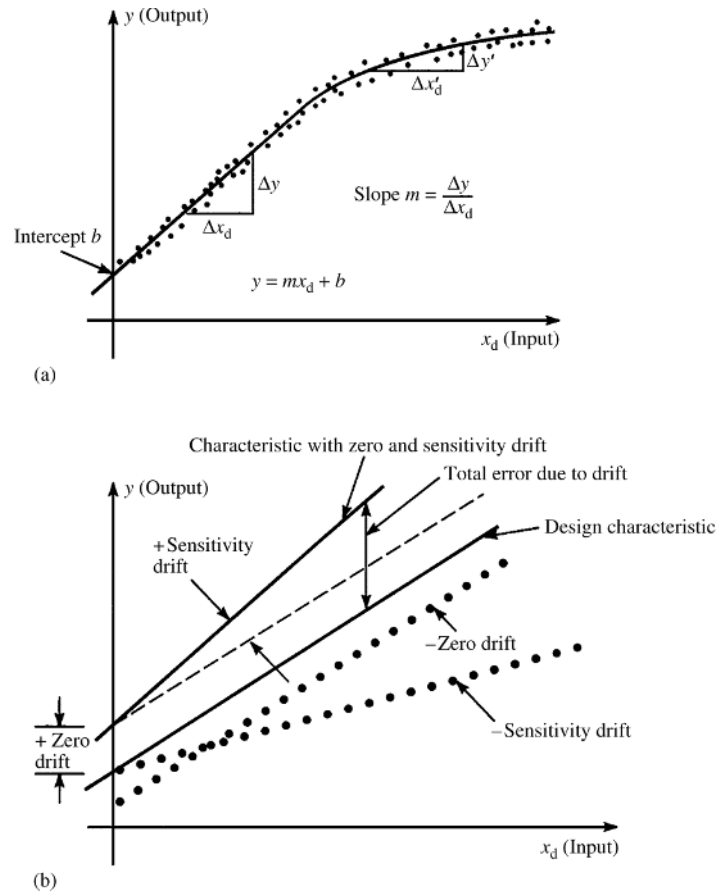 y (Output)
Δy′
Δx′d
Δy
Slope m = Δy/Δxd
Δxd
Intercept b
y = mxd + b
xd (Input)
(a)
Characteristic with zero and sensitivity drift
y (Output)
Total error due to drift
Design characteristic
+Sensitivity
drift
−Zero drift
+ Zero
drift
−Sensitivity drift
xd (Input)
(b)